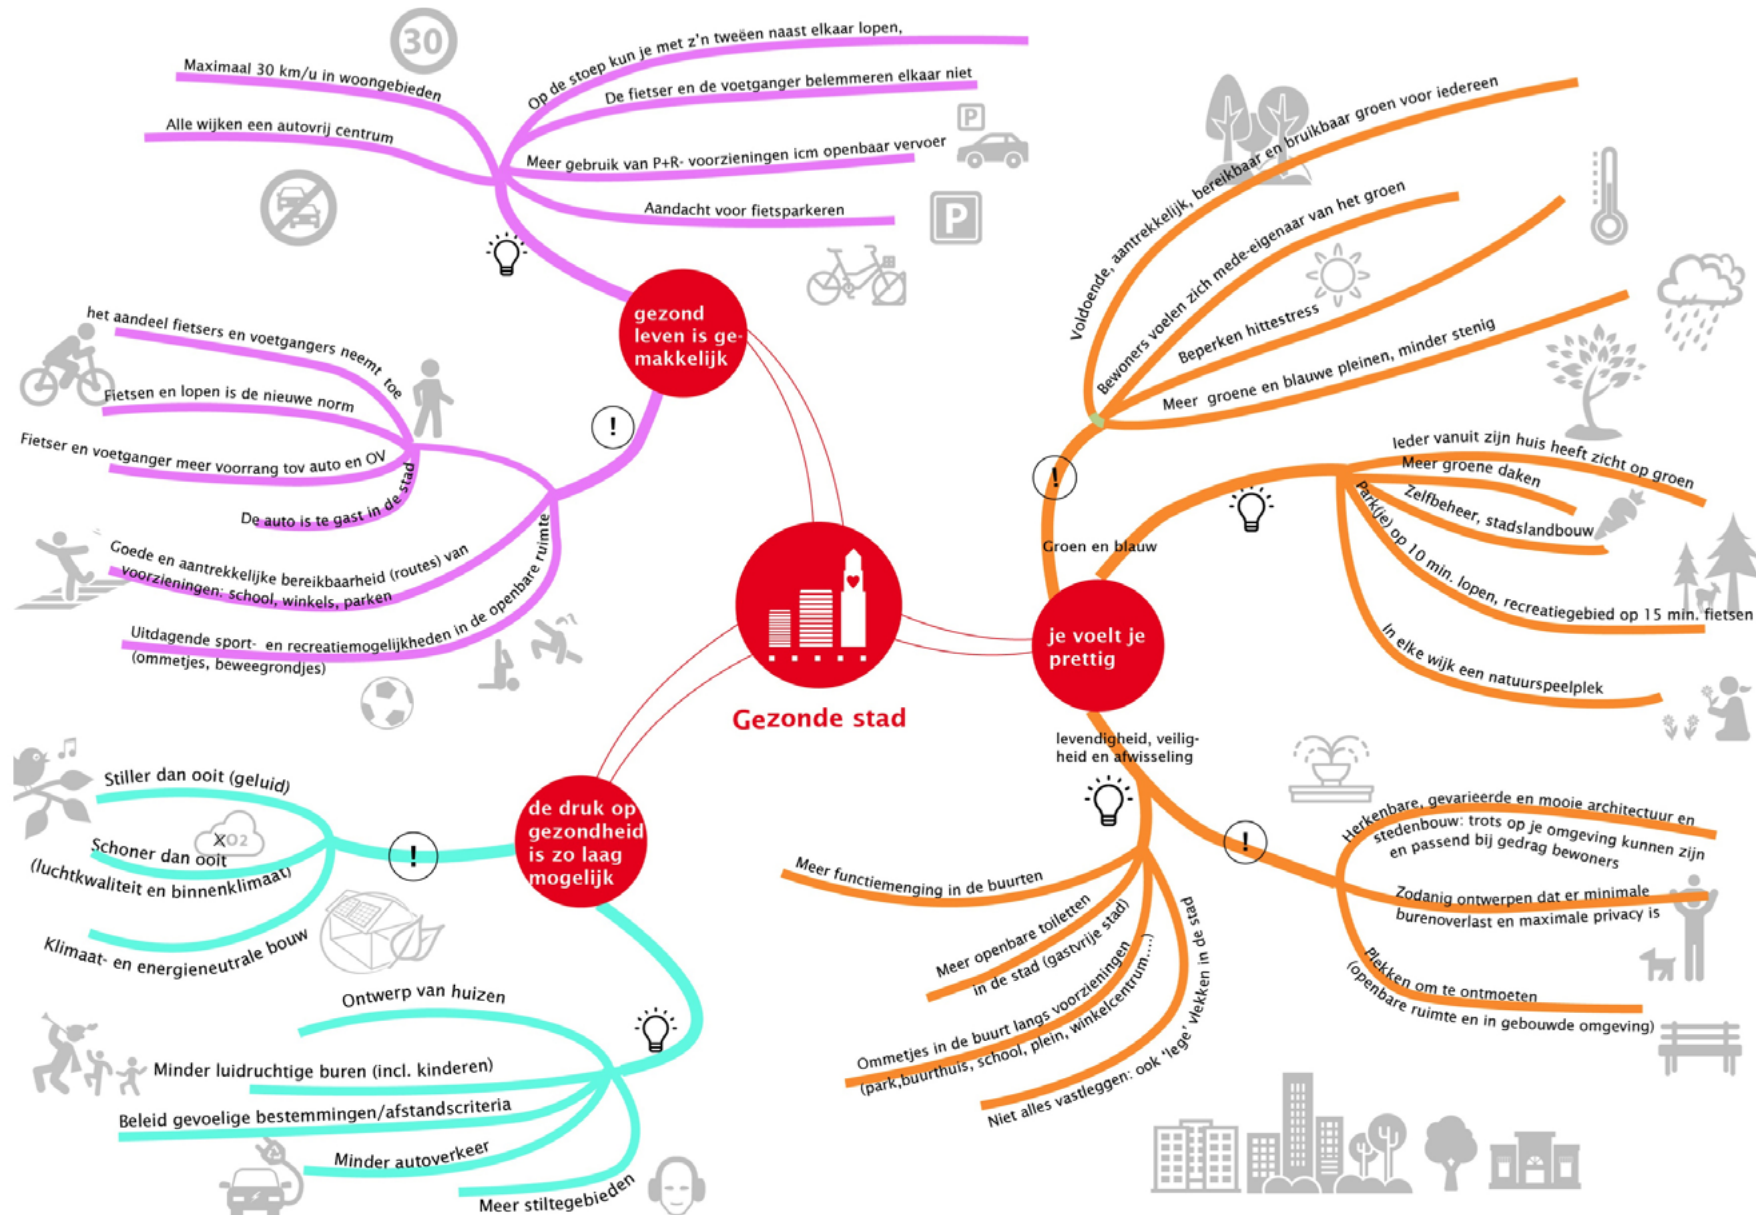 30
Maximaal 30 km/u in woongebieden
Alle wijken een autovrij centrum
Op de stoep kun je met z'n tweëen naast elkaar lopen,
De fietser en de voetganger belemmeren elkaar niet
P
Meer gebruik van P+R- voorzieningen icm openbaar vervoer
Aandacht voor fietsparkeren
P
gezond
leven is ge-
makkelijk
!
het aandeel fietsers en voetgangers neemt toe
Fietsen en lopen is de nieuwe norm
Fietser en voetganger meer voorrang tov auto en OV
De auto is te gast in de stad
Goede en aantrekkelijke bereikbaarheid (routes) van
voorzieningen: school, winkels, parken
Uitdagende sport- en recreatiemogelijkheden in de openbare ruimte
(ommetjes, beweegrondjes)
Gezonde stad
Voldoende, aantrekkelijk, bereikbaar en bruikbaar groen voor iedereen
Bewoners voelen zich mede-eigenaar van het groen
Beperken hittestress
Meer groene en blauwe pleinen, minder stenig
!
Groen en blauw
Ieder vanuit zijn huis heeft zicht op groen
Meer groene daken
Zelfbeheer, stadslandbouw
Park(je) op 10 min. lopen, recreatiegebied op 15 min. fietsen
In elke wijk een natuurspeelplek
je voelt je
prettig
levendigheid, veilig-
heid en afwisseling
!
Herkenbare, gevarieerde en mooie architectuur en
stedenbouw: trots op je omgeving kunnen zijn
en passend bij gedrag bewoners
Zodanig ontwerpen dat er minimale
burenoverlast en maximale privacy is
Plekken om te ontmoeten
(openbare ruimte en in gebouwde omgeving)
Meer functiemenging in de buurten
Meer openbare toiletten
in de stad (gastvrije stad)
Ommetjes in de buurt langs voorzieningen
(park,buurthuis, school, plein, winkelcentrum....)
Niet alles vastleggen: ook 'lege' vlekken in de stad
de druk op
gezondheid
is zo laag
mogelijk
!
Stiller dan ooit (geluid)
XO2
Schoner dan ooit
(luchtkwaliteit en binnenklimaat)
Klimaat- en energieneutrale bouw
Ontwerp van huizen
Minder luidruchtige buren (incl. kinderen)
Beleid gevoelige bestemmingen/afstandscriteria
Minder autoverkeer
Meer stiltegebieden